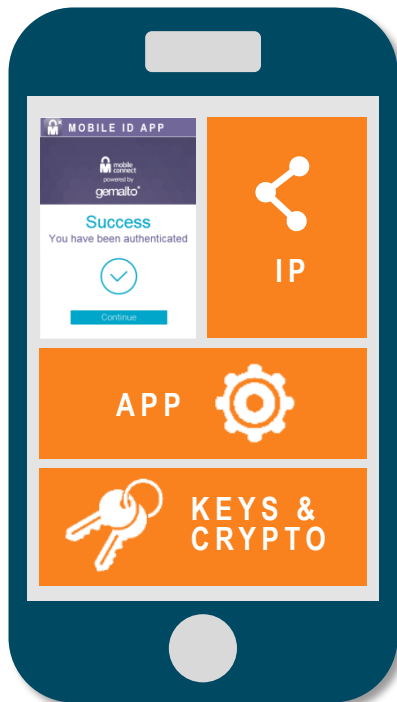 MOBILE ID APP
mobile
connect
powered by
gemalto
Success
You have been authenticated
Continue
IP
APP
KEYS &
CRYPTO